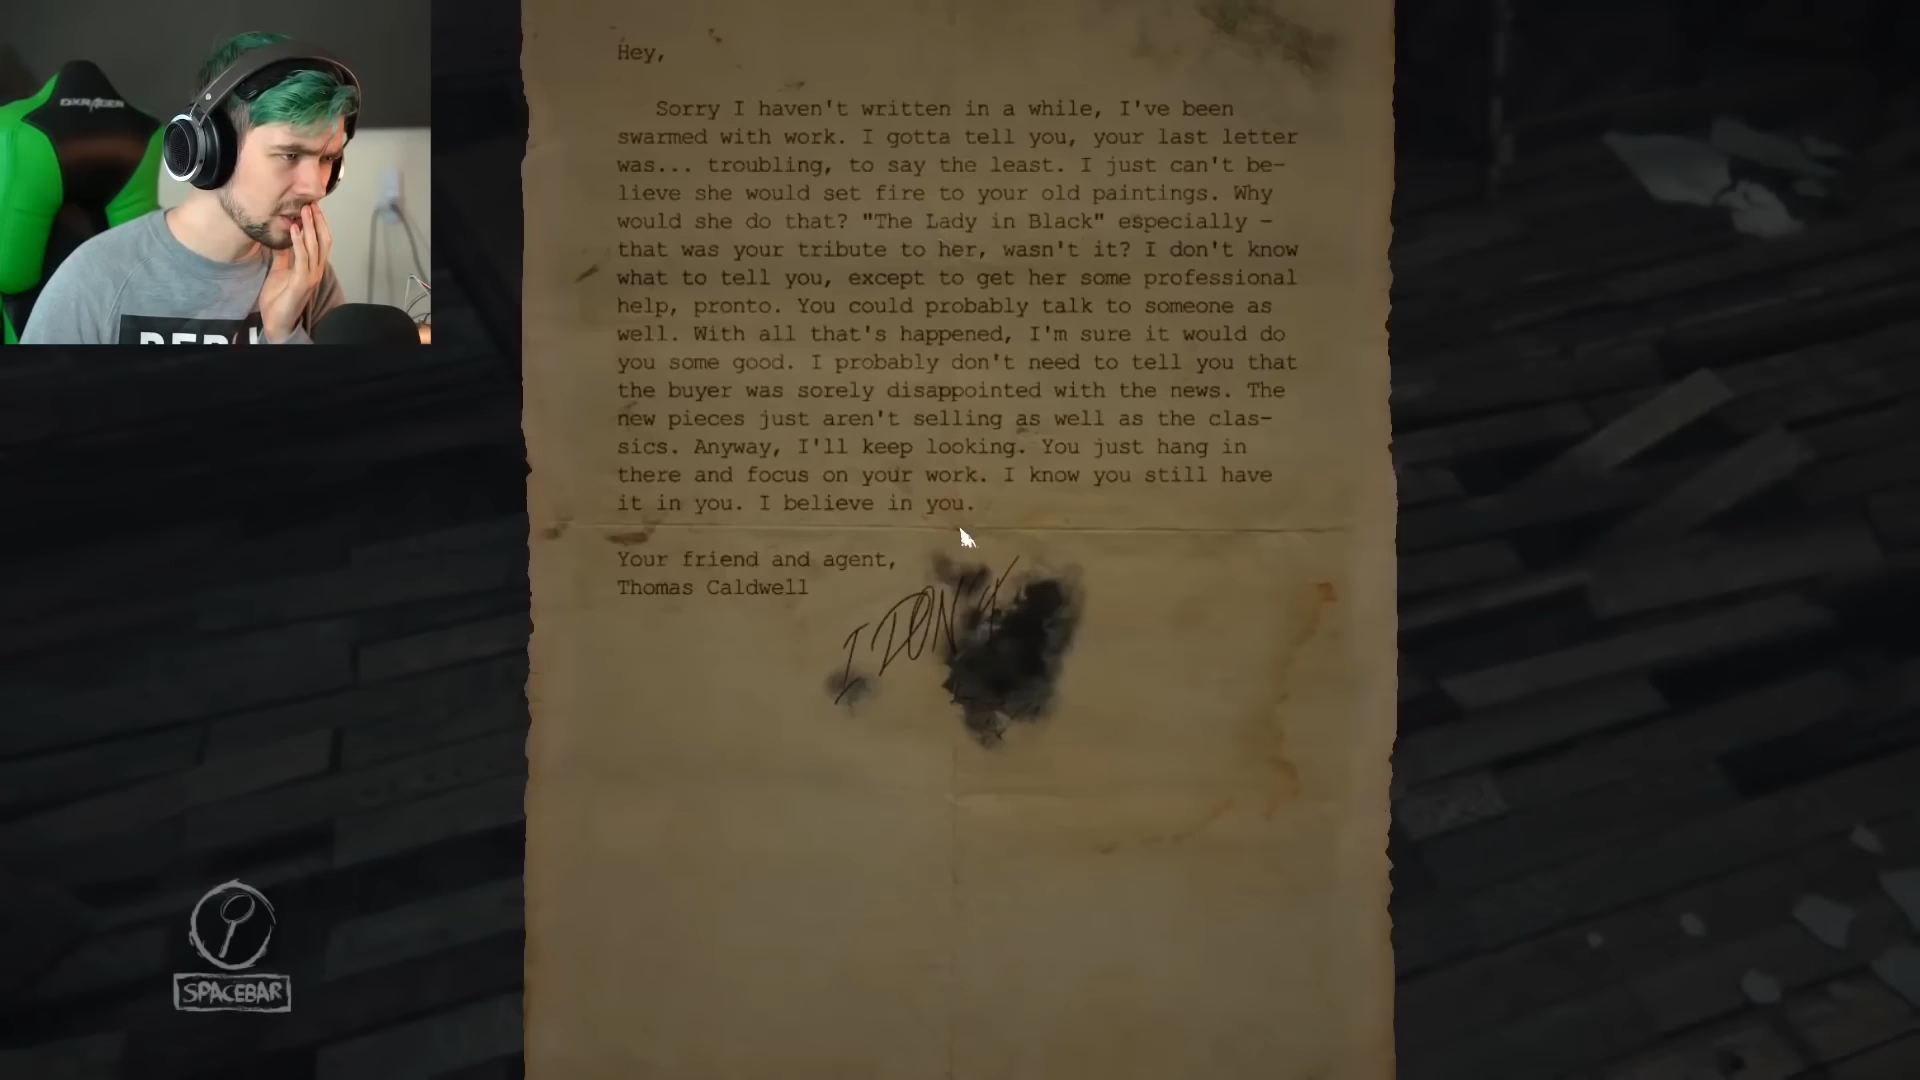 DXRACER
Hey,
Sorry I haven't written in a while, I've been
swarmed with work. I gotta tell you, your last letter
was... troubling, to say the least. I just can't be-
lieve she would set fire to your old paintings. Why
would she do that? "The Lady in Black" especially -
that was your tribute to her, wasn't it? I don't know
what to tell you, except to get her some professional
help, pronto. You could probably talk to someone as
well. With all that's happened, I'm sure it would do
you some good. I probably don't need to tell you that
the buyer was sorely disappointed with the news. The
new pieces just aren't selling as well as the clas-
sics. Anyway, I'll keep looking. You just hang in
there and focus on your work. I know you still have
it in you. I believe in you.
Your friend and agent,
Thomas Caldwell
I DON'T
SPACEBAR